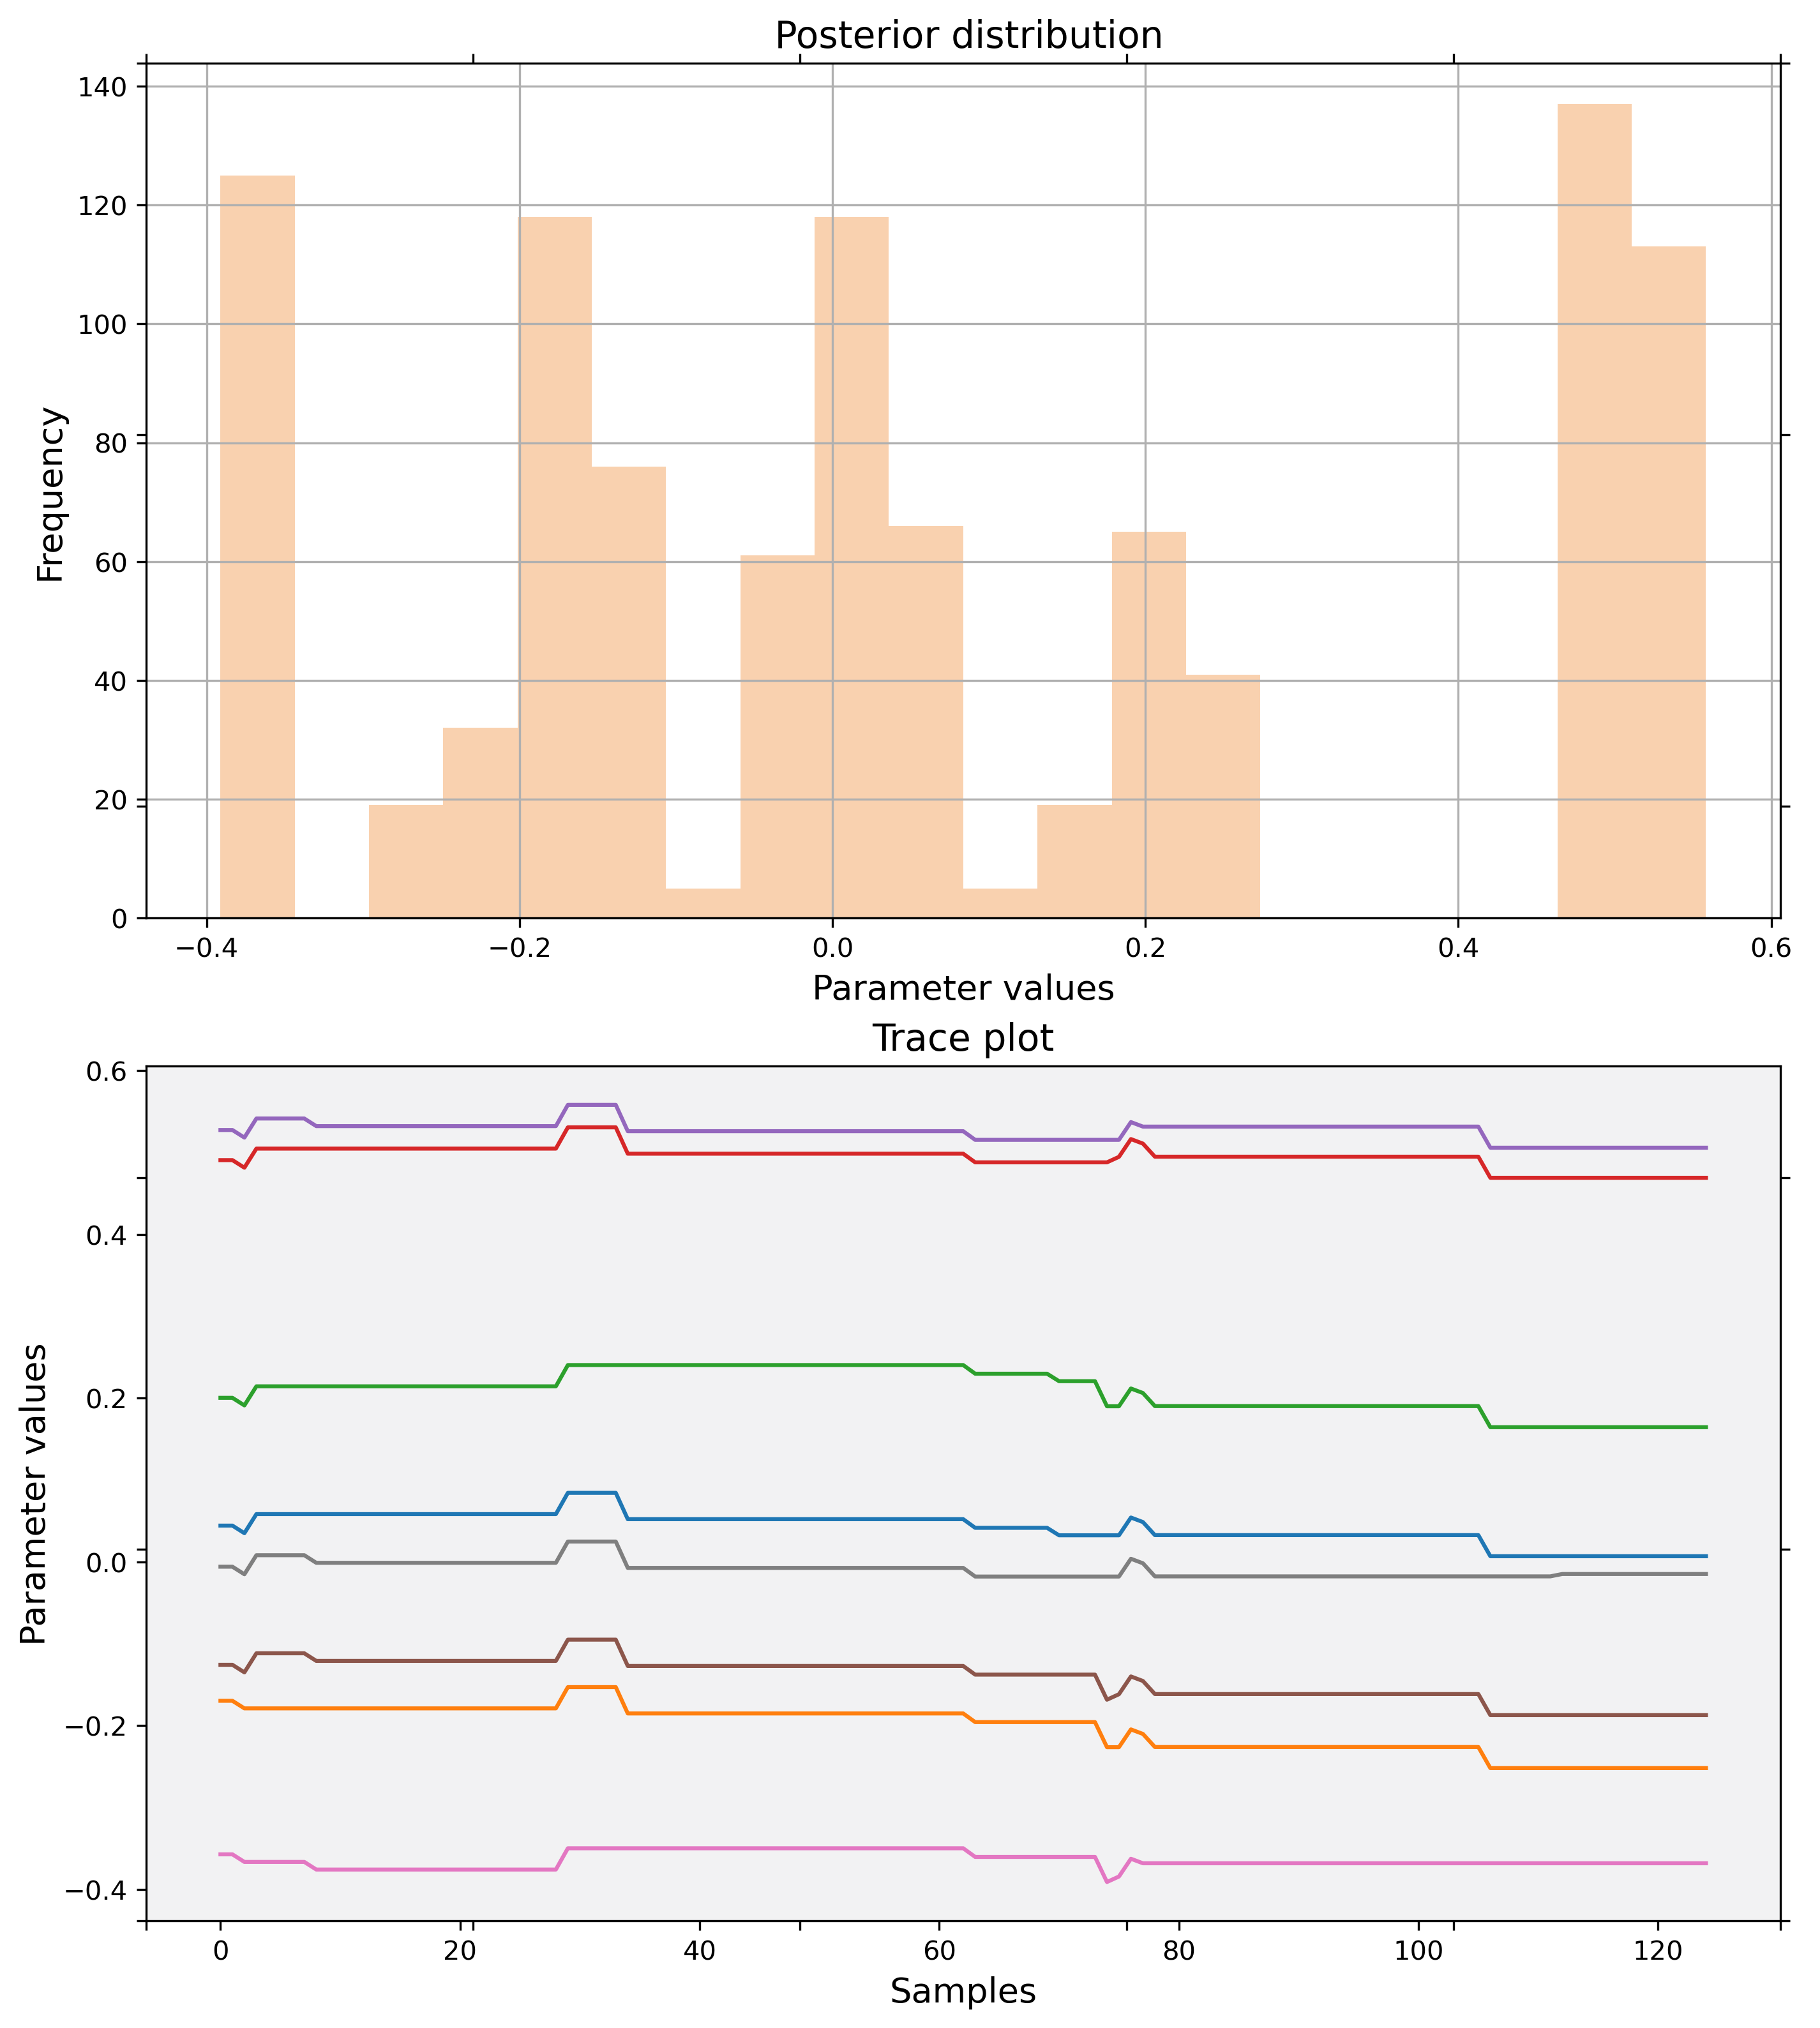 Posterior distribution
140
120
100
80
60
40
20
0
Frequency
−0.4 −0.2 0.0 0.2 0.4 0.6
Parameter values
Trace plot
0.6
0.4
0.2
0.0
−0.2
−0.4
Parameter values
0 20 40 60 80 100 120
Samples